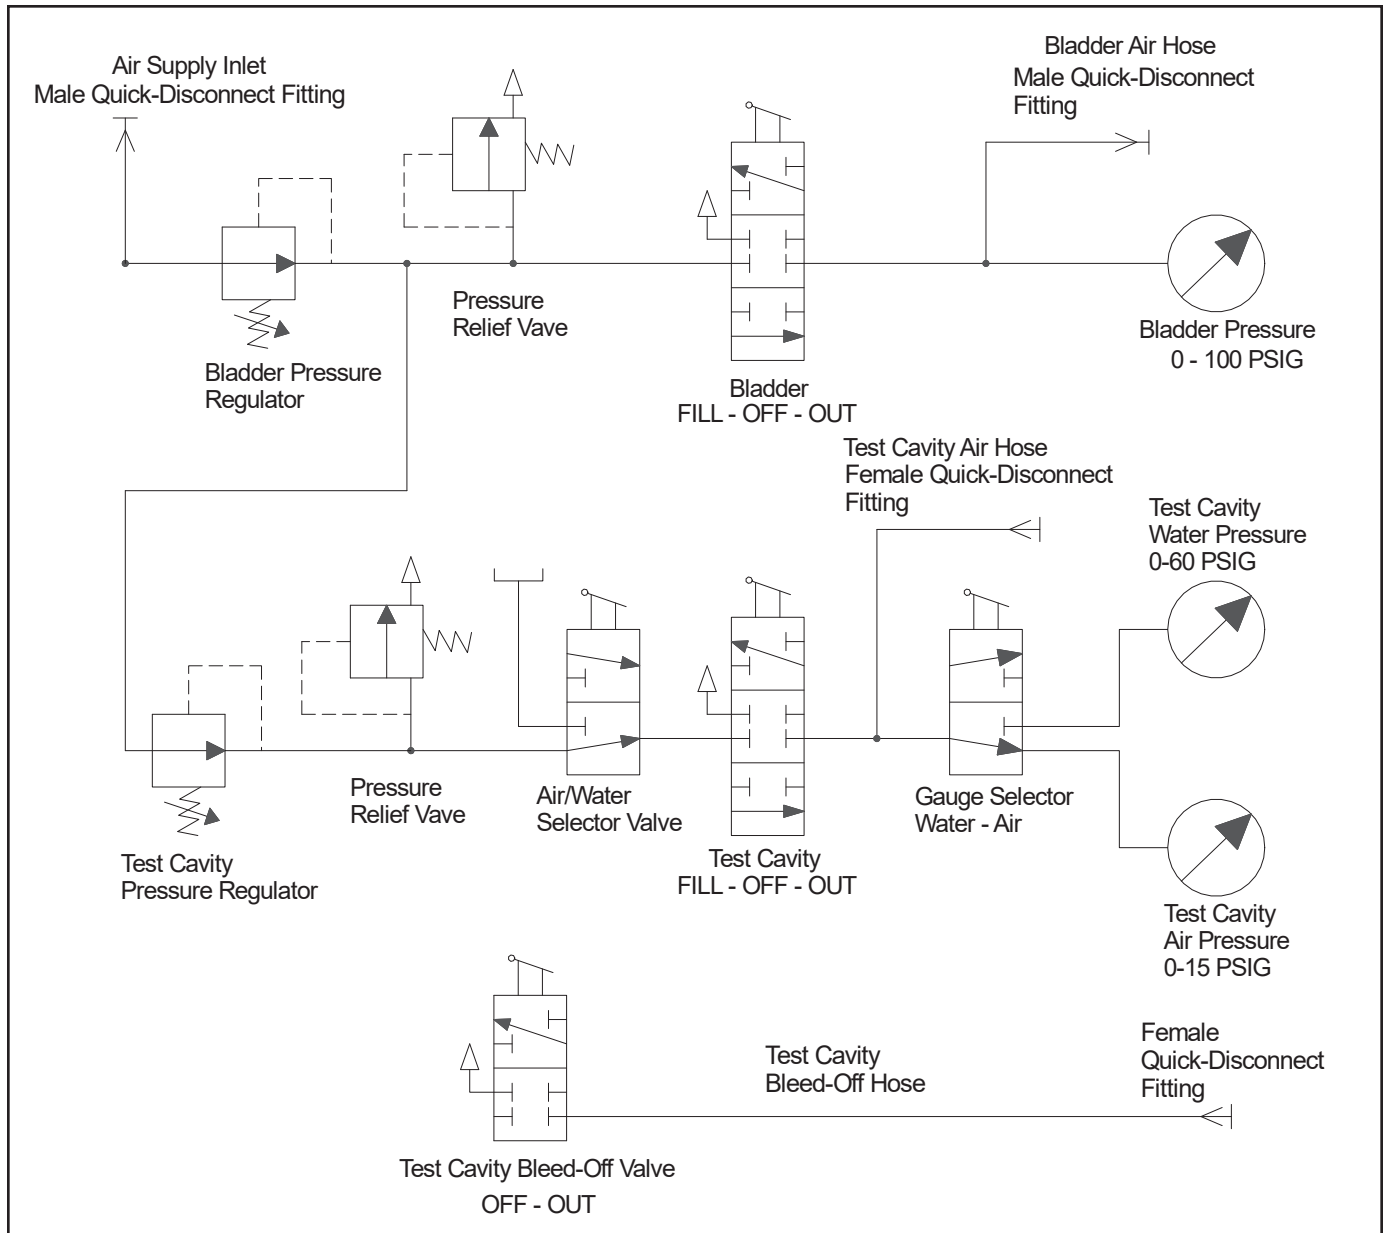 Air Supply Inlet
Male Quick-Disconnect Fitting
Bladder Air Hose
Male Quick-Disconnect
Fitting
Pressure
Relief Vave
Bladder Pressure
Regulator
Bladder
FILL - OFF - OUT
Bladder Pressure
0 - 100 PSIG
Test Cavity Air Hose
Female Quick-Disconnect
Fitting
Test Cavity
Water Pressure
0-60 PSIG
Pressure
Relief Vave
Air/Water
Selector Valve
Gauge Selector
Water - Air
Test Cavity
Pressure Regulator
Test Cavity
FILL - OFF - OUT
Test Cavity
Air Pressure
0-15 PSIG
Test Cavity
Bleed-Off Hose
Female
Quick-Disconnect
Fitting
Test Cavity Bleed-Off Valve
OFF - OUT